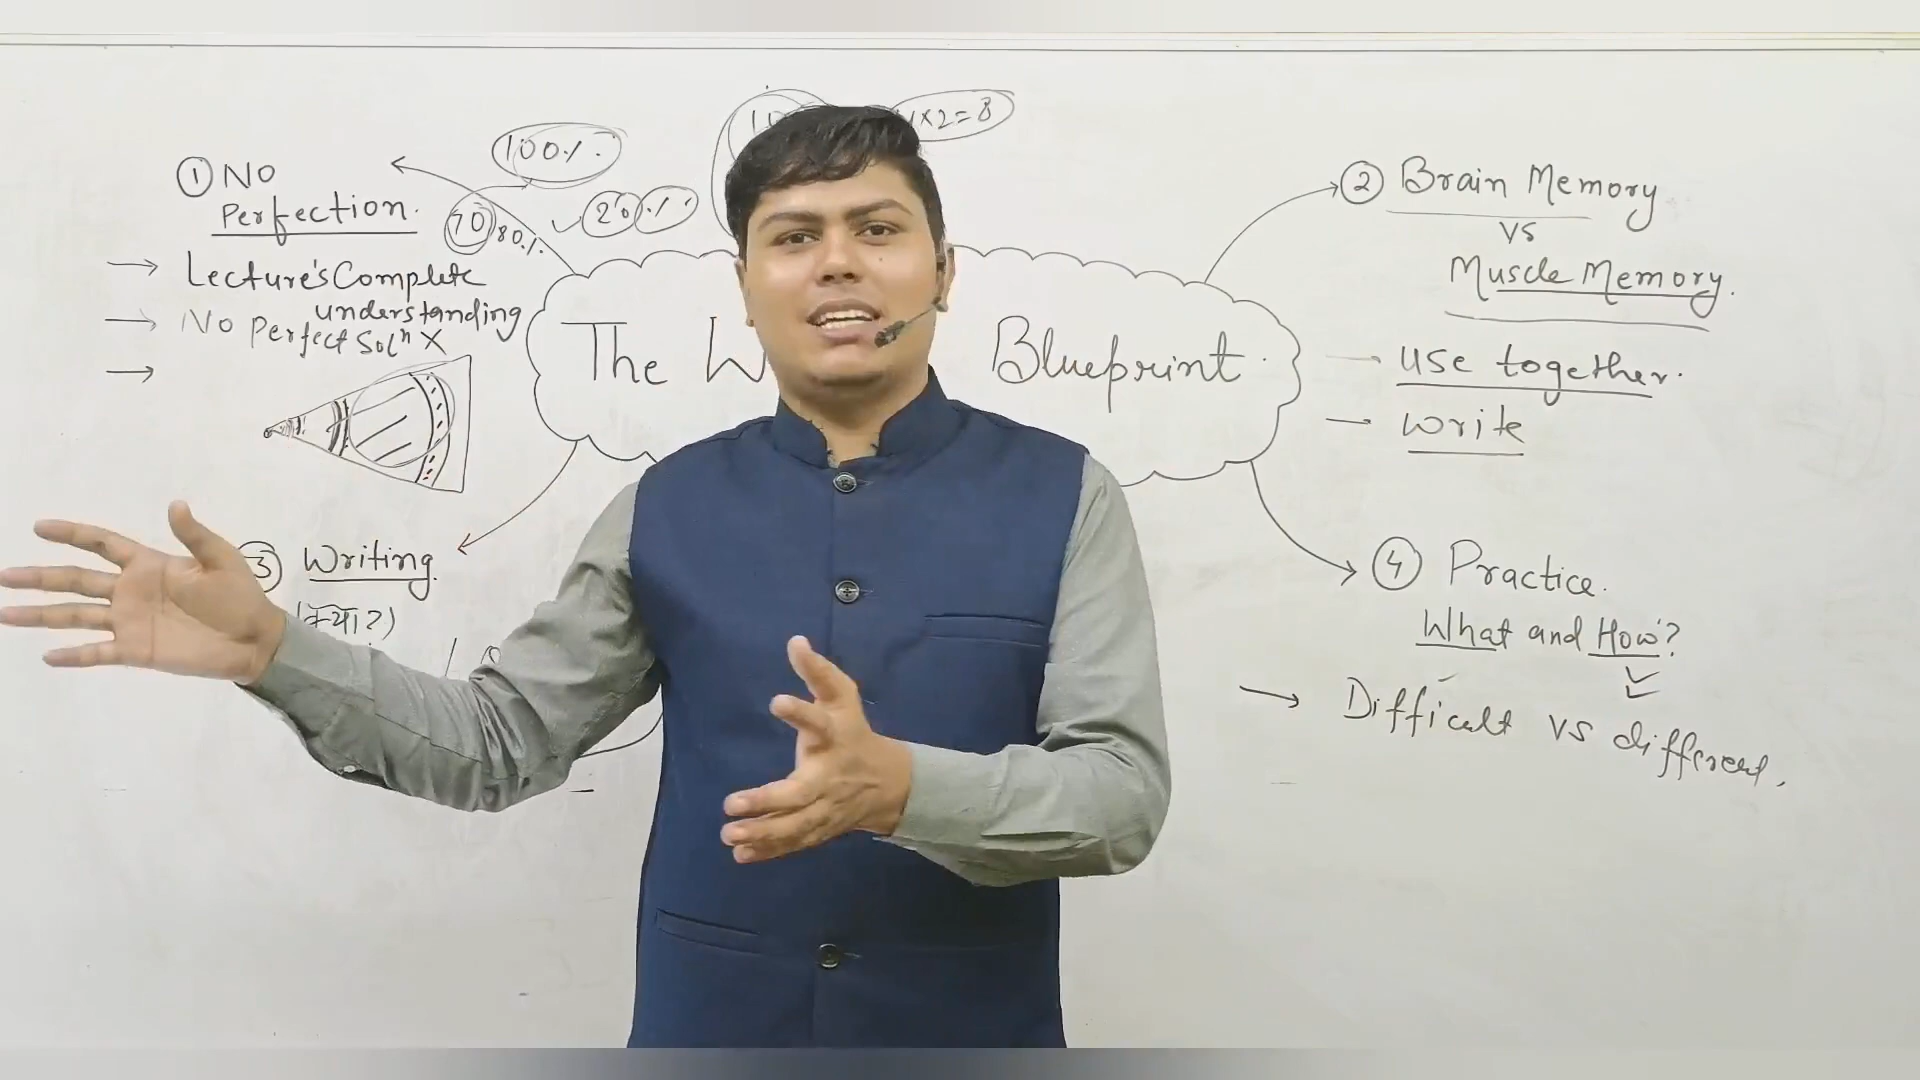 100%
4x2=8
① No
Perfection.
70
80%
20%
→ Lecture's Complete
understanding
→ No Perfect Solⁿ X
→
The Blueprint.
② Brain Memory
vs
Muscle Memory.
→ use together.
— write
3 Writing.
(क्या?)
④ Practice.
What and How?
→ Difficult vs different.